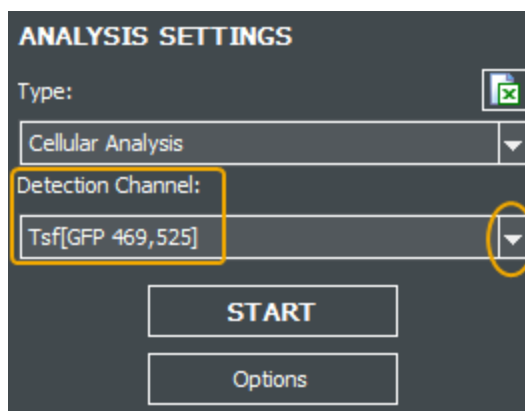 ANALYSIS SETTINGS
Type:
Cellular Analysis
Detection Channel:
Tsf[GFP 469,525]
START
Options